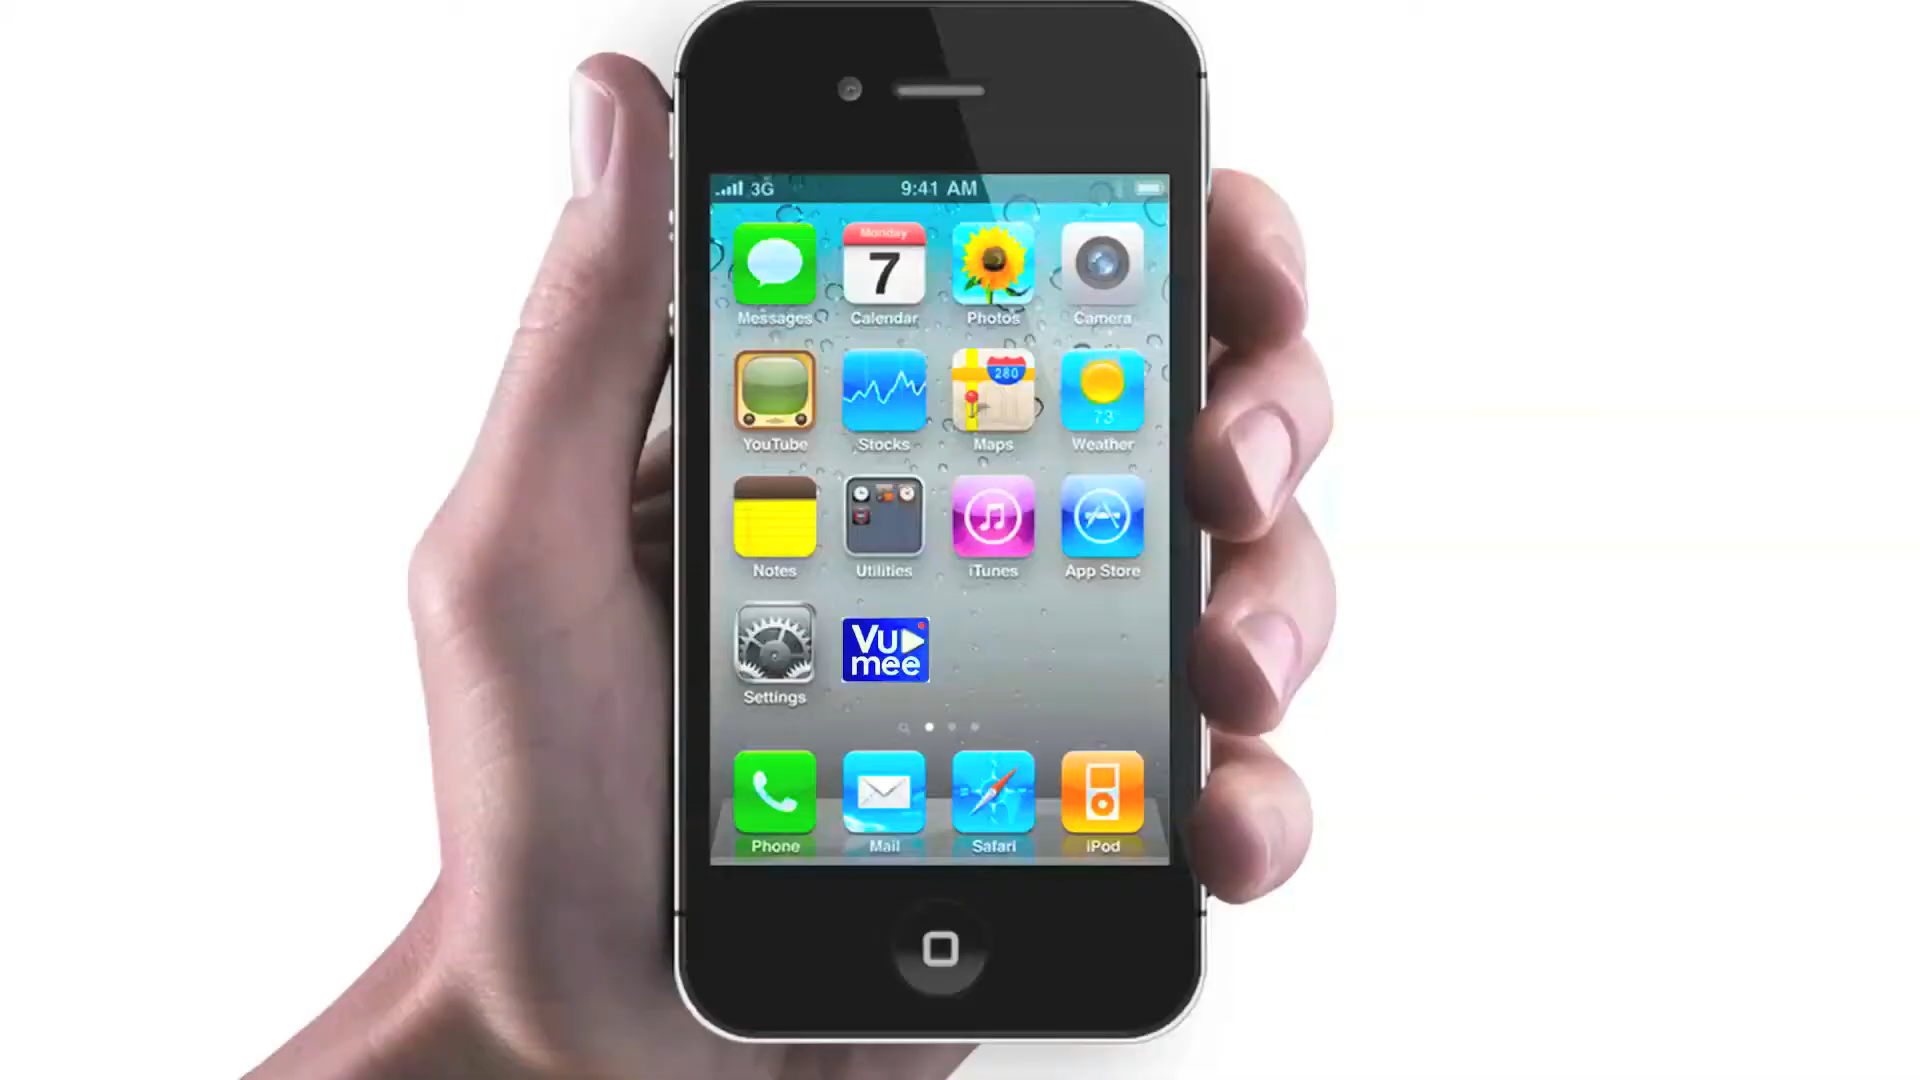 3G 9:41 AM
Monday
7
Messages Calendar Photos Camera
280
73°
YouTube Stocks Maps Weather
Notes Utilities iTunes App Store
Vu
mee
Settings
Phone Mail Safari iPod